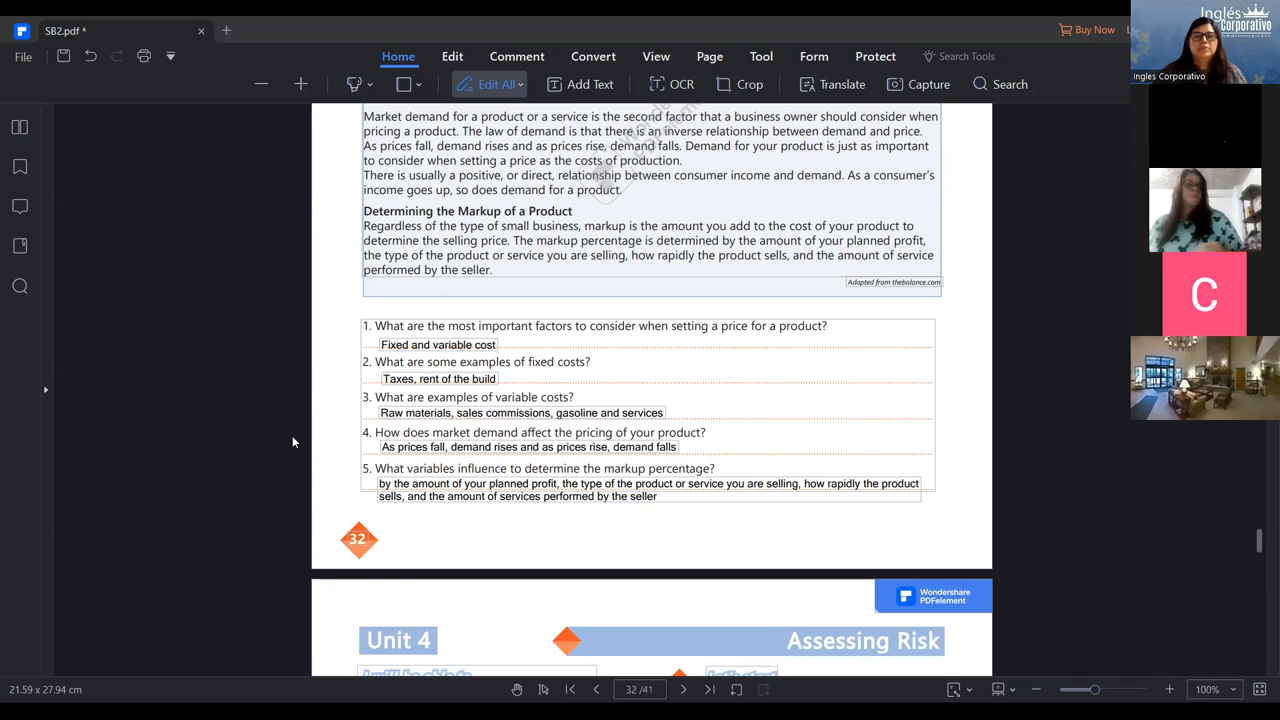 SB2.pdf *
Buy Now
File
Home
Edit
Comment
Convert
View
Page
Tool
Form
Protect
Search Tools
Edit All
Add Text
OCR
Crop
Translate
Capture
Search
Inglés
Corporativo
Ingles Corporativo
C
Market demand for a product or a service is the second factor that a business owner should consider when
pricing a product. The law of demand is that there is an inverse relationship between demand and price.
As prices fall, demand rises and as prices rise, demand falls. Demand for your product is just as important
to consider when setting a price as the costs of production.
There is usually a positive, or direct, relationship between consumer income and demand. As a consumer's
income goes up, so does demand for a product.
Determining the Markup of a Product
Regardless of the type of small business, markup is the amount you add to the cost of your product to
determine the selling price. The markup percentage is determined by the amount of your planned profit,
the type of the product or service you are selling, how rapidly the product sells, and the amount of service
performed by the seller.
Adapted from thebalance.com
1. What are the most important factors to consider when setting a price for a product?
Fixed and variable cost
2. What are some examples of fixed costs?
Taxes, rent of the build
3. What are examples of variable costs?
Raw materials, sales commissions, gasoline and services
4. How does market demand affect the pricing of your product?
As prices fall, demand rises and as prices rise, demand falls
5. What variables influence to determine the markup percentage?
by the amount of your planned profit, the type of the product or service you are selling, how rapidly the product
sells, and the amount of services performed by the seller
32
Wondershare
PDFelement
Unit 4
Assessing Risk
21.59 x 27.94 cm
32 /41
100%